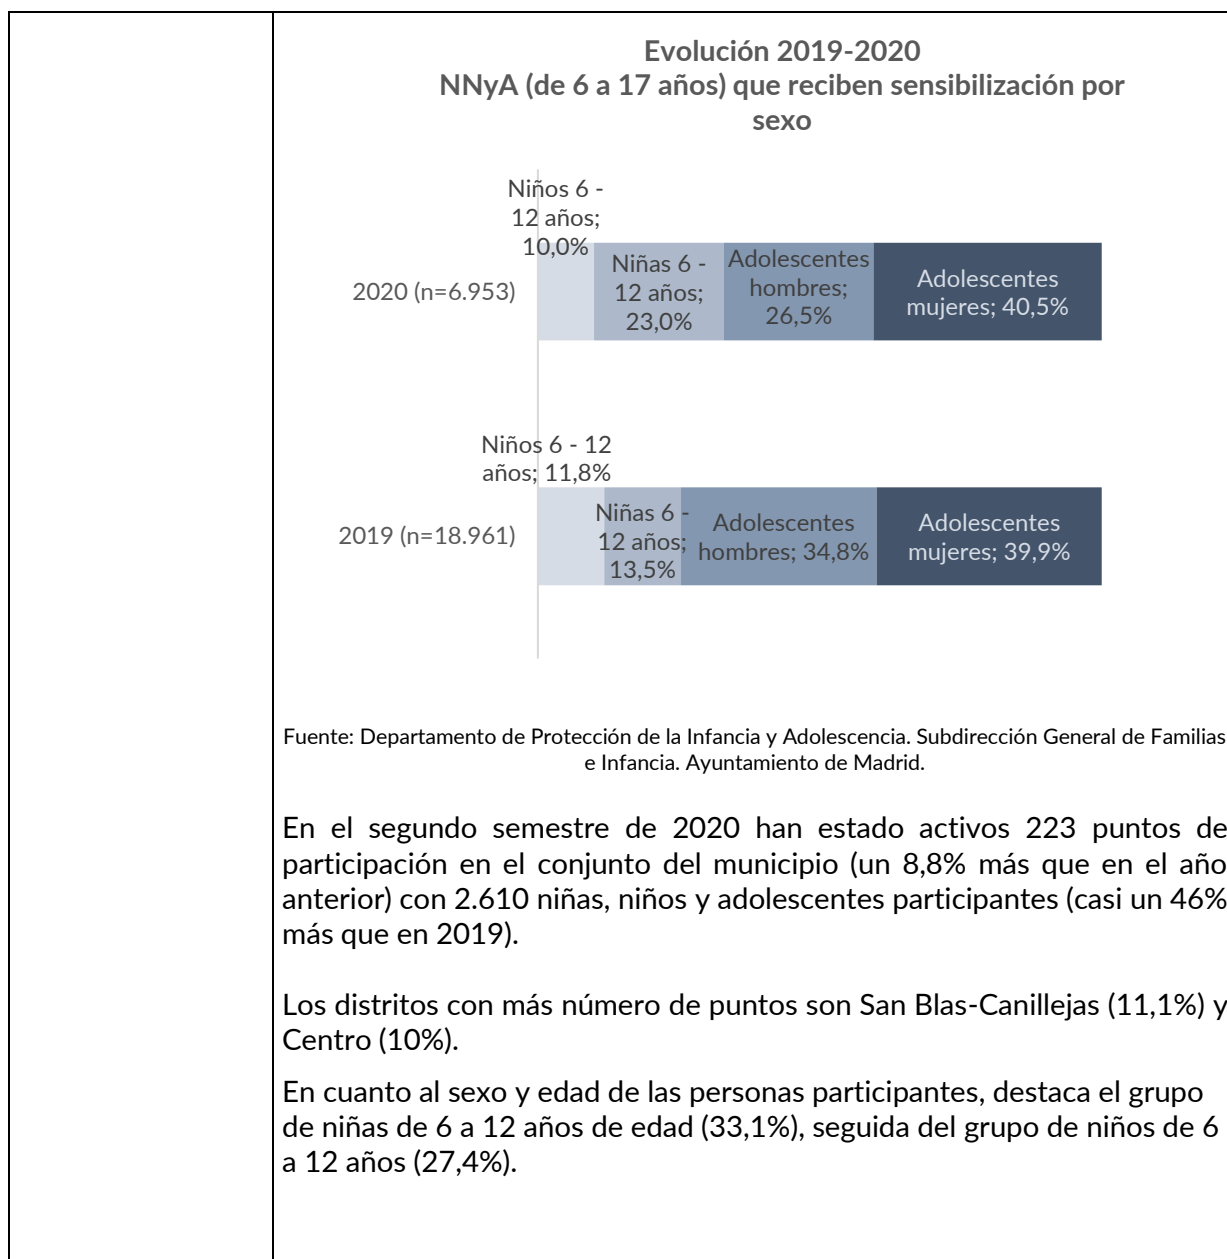 Evolución 2019-2020
NNyA (de 6 a 17 años) que reciben sensibilización por
sexo
Niños 6 -
12 años;
10,0%
2020 (n=6.953)
Niñas 6 -
12 años;
23,0%
Adolescentes
hombres;
26,5%
Adolescentes
mujeres; 40,5%
Niños 6 - 12
años; 11,8%
2019 (n=18.961)
Niñas 6 -
12 años;
13,5%
Adolescentes
hombres; 34,8%
Adolescentes
mujeres; 39,9%
Fuente: Departamento de Protección de la Infancia y Adolescencia. Subdirección General de Familias
e Infancia. Ayuntamiento de Madrid.
En el segundo semestre de 2020 han estado activos 223 puntos de
participación en el conjunto del municipio (un 8,8% más que en el año
anterior) con 2.610 niñas, niños y adolescentes participantes (casi un 46%
más que en 2019).
Los distritos con más número de puntos son San Blas-Canillejas (11,1%) y
Centro (10%).
En cuanto al sexo y edad de las personas participantes, destaca el grupo
de niñas de 6 a 12 años de edad (33,1%), seguida del grupo de niños de 6
a 12 años (27,4%).